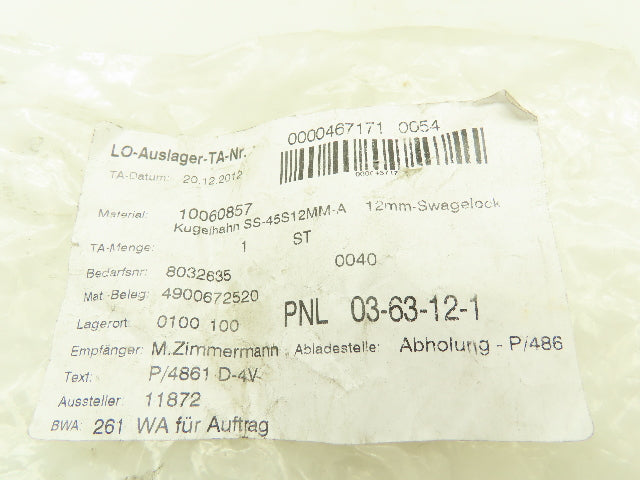 LO-Auslager-TA-Nr. 0000467171 0054
TA-Datum: 20.12.2012
Material: 10060857
Kugelhahn SS-45S12MM-A 12mm-Swagelock
TA-Menge: 1 ST
Bedarfsnr: 8032635 0040
Mat-Beleg: 4900672520
Lagerort 0100 100 PNL 03-63-12-1
Empfänger: M.Zimmermann Abladestelle: Abholung - P/486
Text: P/4861 D-4V
Aussteller: 11872
BWA: 261 WA für Auftrag